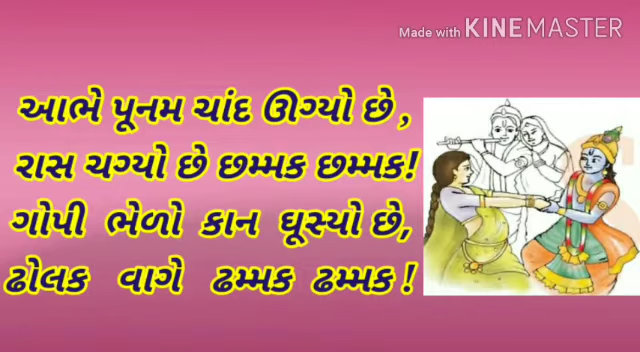 Made with KINEMASTER
આભે પૂનમ ચાંદ ઊગ્યો છે ,
રાસ ચગ્યો છે છમ્મક છમ્મક!
ગોપી ભેળો કાન ઘૂસ્યો છે,
ઢોલક વાગે ઢમ્મક ઢમ્મક !